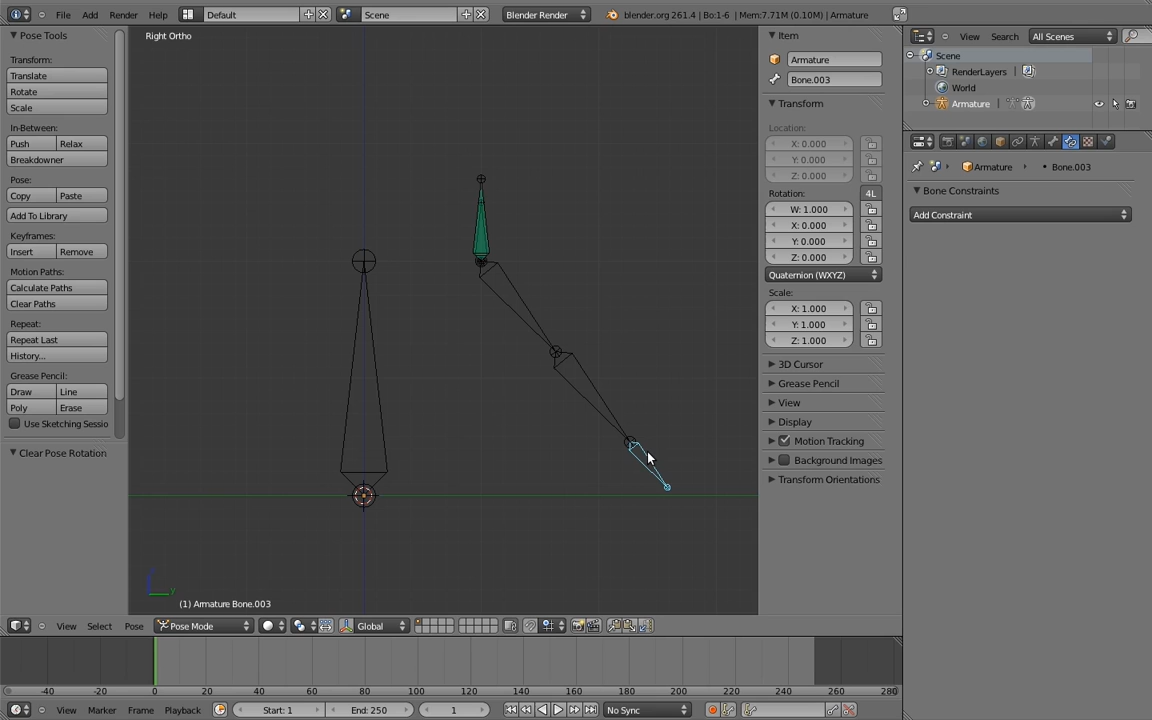 File Add Render Help Default Scene Blender Render blender.org 261.4 | Bo:1-6 | Mem:7.71M (0.10M) | Armature
Pose Tools
Transform:
Translate
Rotate
Scale
In-Between:
Push Relax
Breakdowner
Pose:
Copy Paste
Add To Library
Keyframes:
Insert Remove
Motion Paths:
Calculate Paths
Clear Paths
Repeat:
Repeat Last
History...
Grease Pencil:
Draw Line
Poly Erase
Use Sketching Sessio
Clear Pose Rotation
Right Ortho
y
(1) Armature Bone.003
Item
Armature
Bone.003
Transform
Location:
X: 0.000
Y: 0.000
Z: 0.000
Rotation: 4L
W: 1.000
X: 0.000
Y: 0.000
Z: 0.000
Quaternion (WXYZ)
Scale:
X: 1.000
Y: 1.000
Z: 1.000
3D Cursor
Grease Pencil
View
Display
Motion Tracking
Background Images
Transform Orientations
View Search All Scenes
Scene
RenderLayers |
World
Armature |
Armature Bone.003
Bone Constraints
Add Constraint
View Select Pose Pose Mode Global
-40 -20 0 20 40 60 80 100 120 140 160 180 200 220 240 260 280
View Marker Frame Playback Start: 1 End: 250 1 No Sync